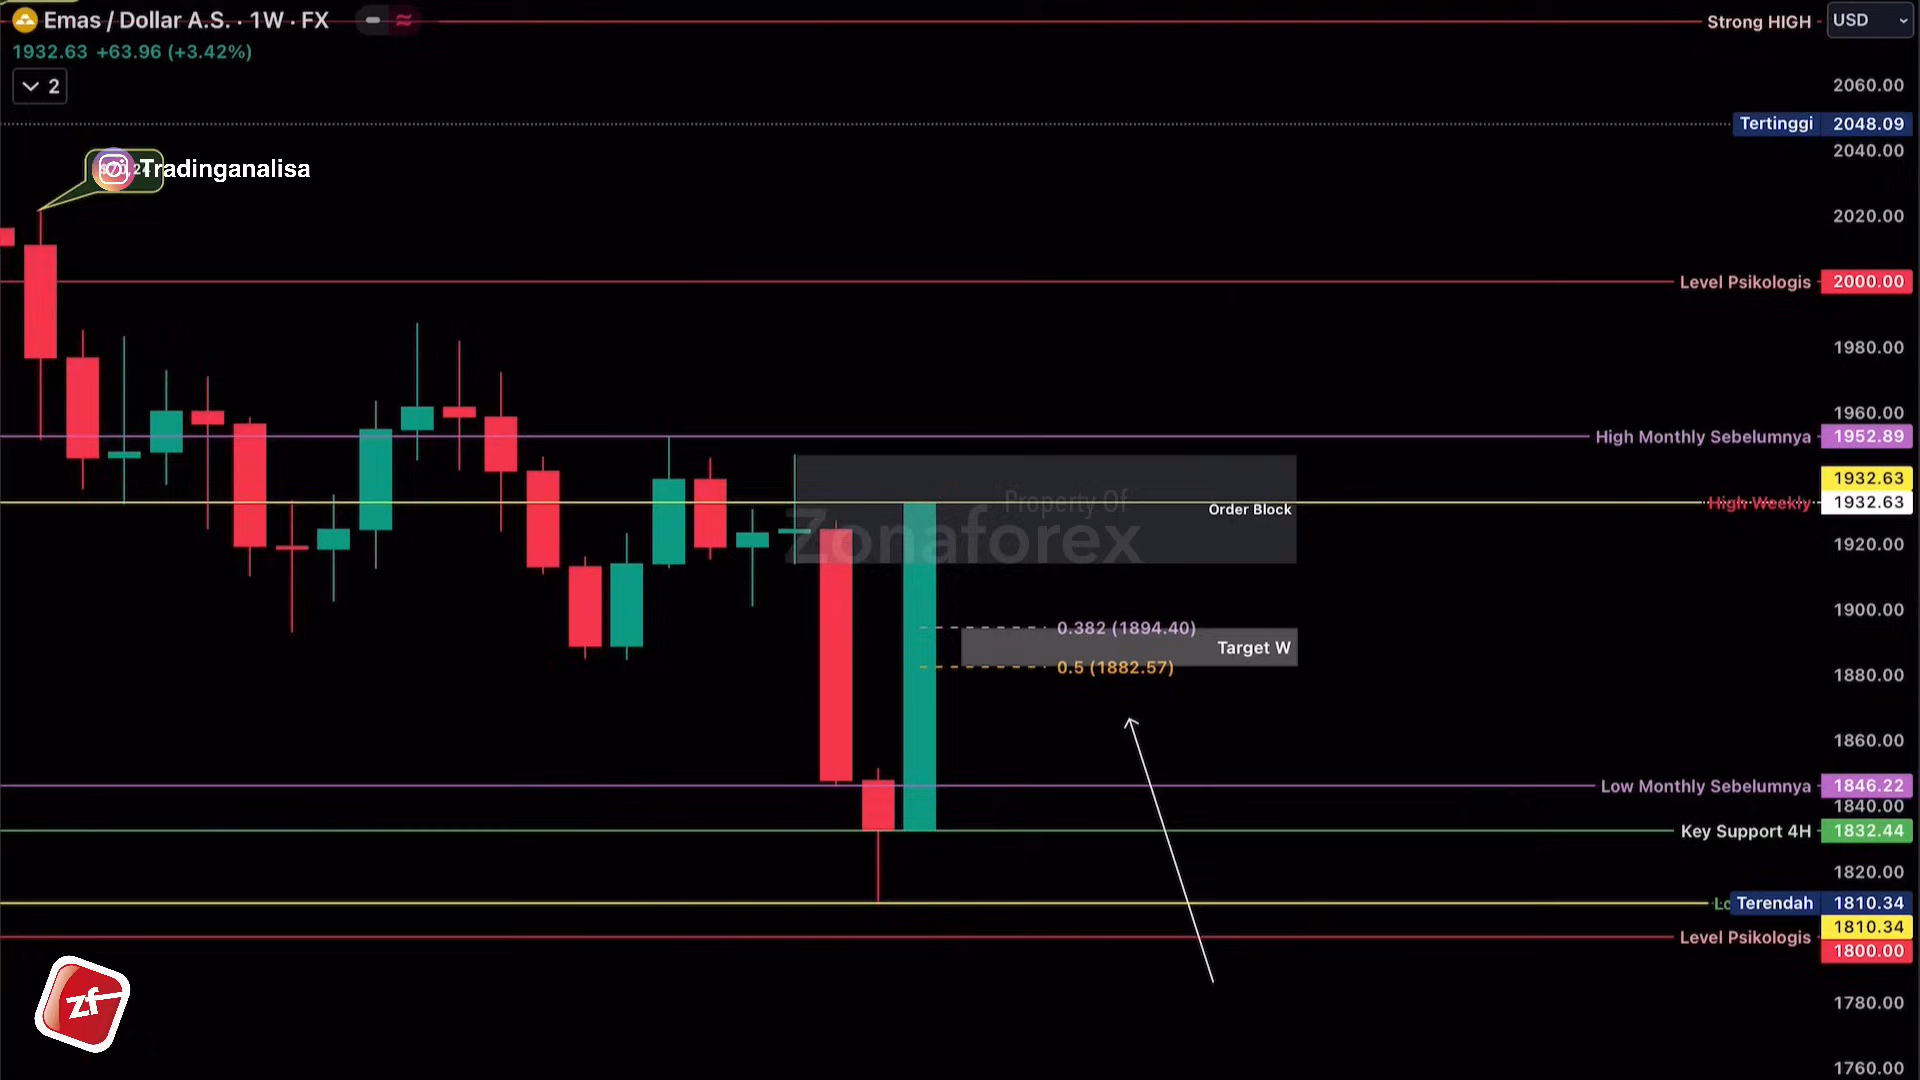 Emas / Dollar A.S. · 1W · FX
1932.63 +63.96 (+3.42%)
2
Strong HIGH
USD
2060.00
Tertinggi 2048.09
2040.00
Tradinganalisa
2020.00
Level Psikologis 2000.00
1980.00
1960.00
High Monthly Sebelumnya 1952.89
1932.63
High Weekly 1932.63
Property Of
Zonaforex
Order Block
1920.00
1900.00
0.382 (1894.40)
Target W
0.5 (1882.57)
1880.00
1860.00
Low Monthly Sebelumnya 1846.22
1840.00
Key Support 4H 1832.44
1820.00
Terendah 1810.34
1810.34
Level Psikologis 1800.00
zf
1780.00
1760.00